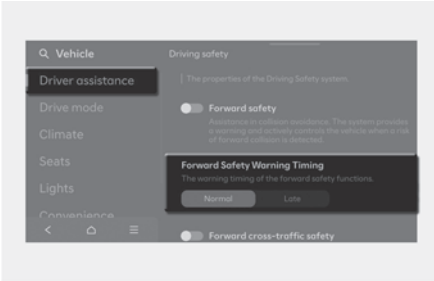 Vehicle
Driver assistance
Drive mode
Climate
Seats
Lights
Convenience
Driving safety
The properties of the Driving Safety system.
Forward safety
Assistance in collision avoidance. The system provides
a warning and actively controls the vehicle when a risk
of forward collision is detected.
Forward Safety Warning Timing
The warning timing of the forward safety functions.
Normal
Late
Forward cross-traffic safety